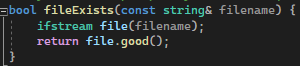 bool fileExists(const string& filename) {
    ifstream file(filename);
    return file.good();
}